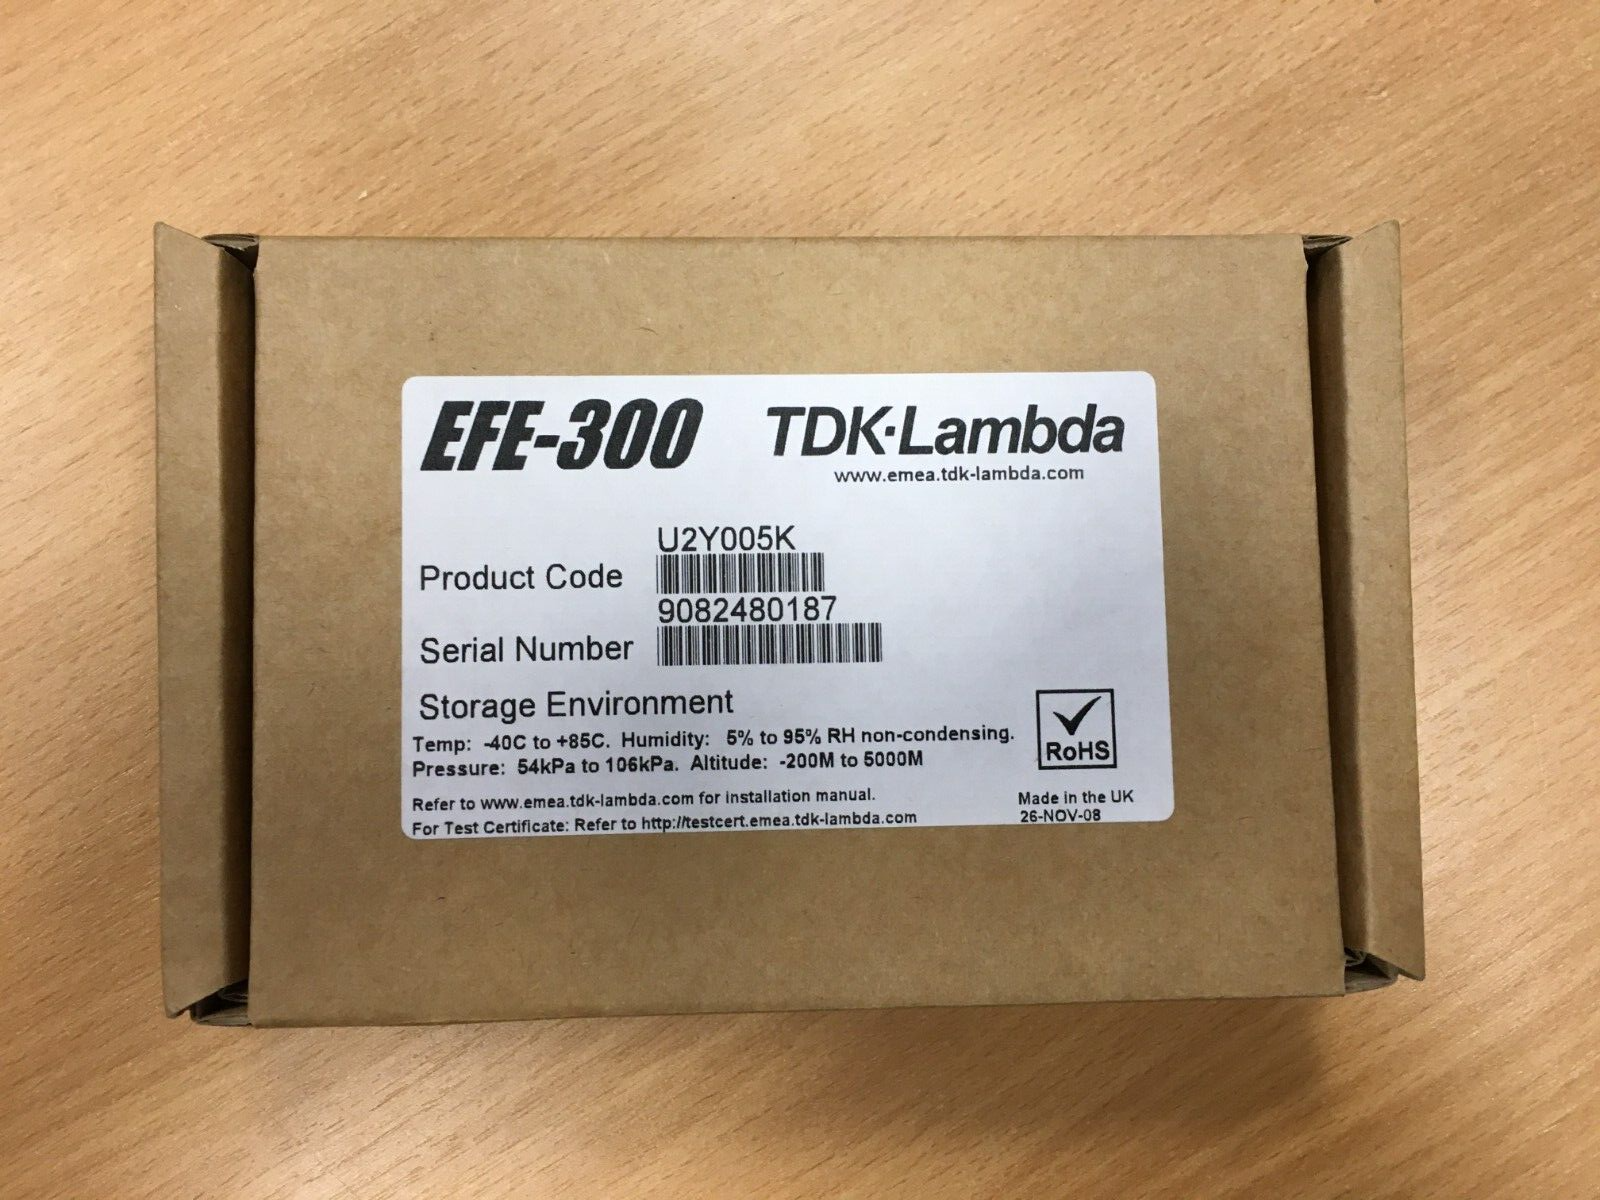 EFE-300
TDK·Lambda
www.emea.tdk-lambda.com
U2Y005K
Product Code
9082480187
Serial Number
Storage Environment
Temp: -40C to +85C. Humidity: 5% to 95% RH non-condensing.
Pressure: 54kPa to 106kPa. Altitude: -200M to 5000M
RoHS
Refer to www.emea.tdk-lambda.com for installation manual.
For Test Certificate: Refer to http://testcert.emea.tdk-lambda.com
Made in the UK
26-NOV-08